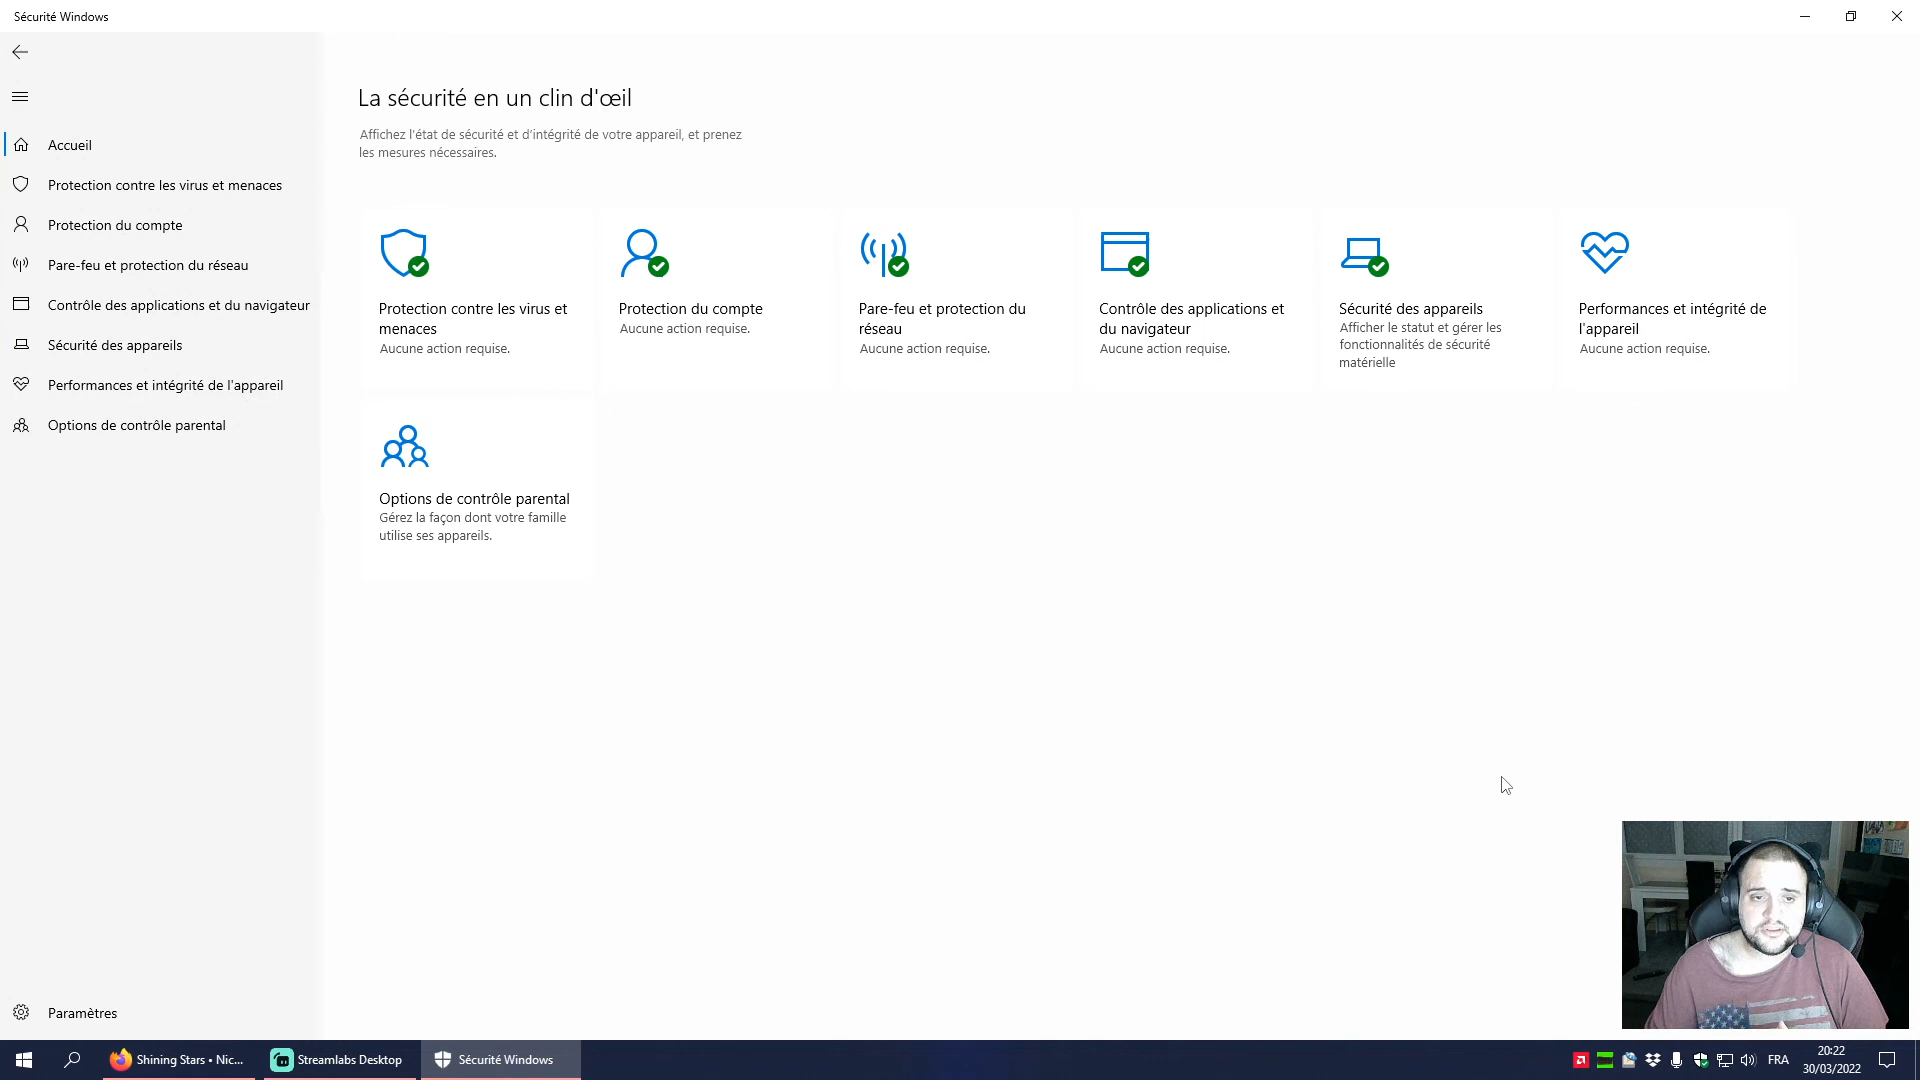 Sécurité Windows
La sécurité en un clin d'œil
Affichez l'état de sécurité et d'intégrité de votre appareil, et prenez
les mesures nécessaires.
Accueil
Protection contre les virus et menaces
Protection du compte
Pare-feu et protection du réseau
Contrôle des applications et du navigateur
Sécurité des appareils
Performances et intégrité de l'appareil
Options de contrôle parental
Protection contre les virus et
menaces
Aucune action requise.
Protection du compte
Aucune action requise.
Pare-feu et protection du
réseau
Aucune action requise.
Contrôle des applications et
du navigateur
Aucune action requise.
Sécurité des appareils
Afficher le statut et gérer les
fonctionnalités de sécurité
matérielle
Performances et intégrité de
l'appareil
Aucune action requise.
Options de contrôle parental
Gérez la façon dont votre famille
utilise ses appareils.
Paramètres
Shining Stars • Nic...
Streamlabs Desktop
Sécurité Windows
FRA
20:22
30/03/2022